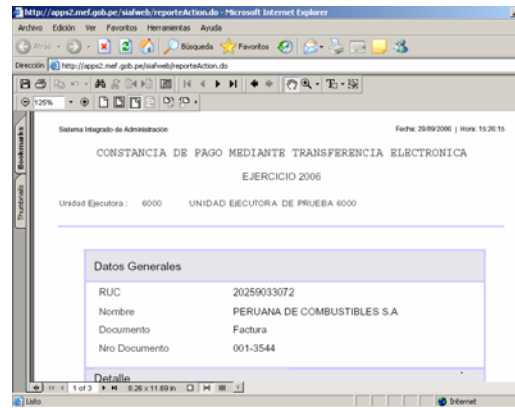 http://apps2.mef.gob.pe/siafweb/reporteAction.do - Microsoft Internet Explorer
Archivo Edición Ver Favoritos Herramientas Ayuda
Atrás Búsqueda Favoritos
Dirección http://apps2.mef.gob.pe/siafweb/reporteAction.do
125%
Bookmarks
Thumbnails
Sistema Integrado de Administración Fecha: 29/09/2006 | Hora: 15:26:15
CONSTANCIA DE PAGO MEDIANTE TRANSFERENCIA ELECTRONICA
EJERCICIO 2006
Unidad Ejecutora : 6000 UNIDAD EJECUTORA DE PRUEBA 6000
Datos Generales
RUC 20259033072
Nombre PERUANA DE COMBUSTIBLES S.A
Documento Factura
Nro Documento 001-3544
Detalle
1 of 3 8.26 x 11.69 in
Listo Internet